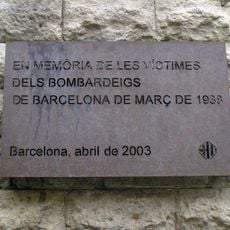 EN MEMÒRIA DE LES VÍCTIMES
DELS BOMBARDEIGS
DE BARCELONA DE MARÇ DE 1938
Barcelona, abril de 2003